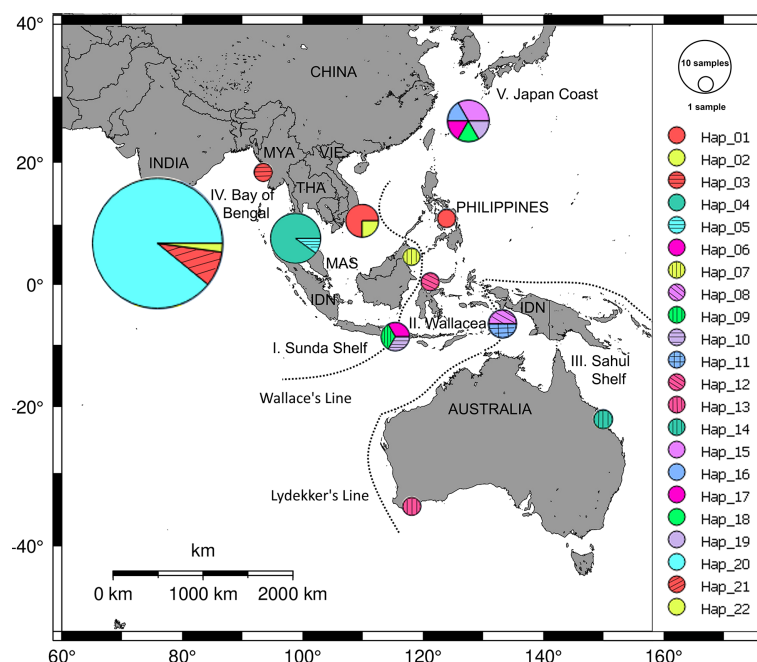 40°
20°
0°
-20°
-40°
60°
80°
100°
120°
140°
160°
CHINA
V. Japan Coast
INDIA
MYA
VIE
THA
IV. Bay of
Bengal
PHILIPPINES
MAS
IDN
IDN
II. Wallacea
I. Sunda Shelf
III. Sahul
Shelf
Wallace's Line
AUSTRALIA
Lydekker's Line
km
0 km 1000 km 2000 km
10 samples
1 sample
Hap_01
Hap_02
Hap_03
Hap_04
Hap_05
Hap_06
Hap_07
Hap_08
Hap_09
Hap_10
Hap_11
Hap_12
Hap_13
Hap_14
Hap_15
Hap_16
Hap_17
Hap_18
Hap_19
Hap_20
Hap_21
Hap_22